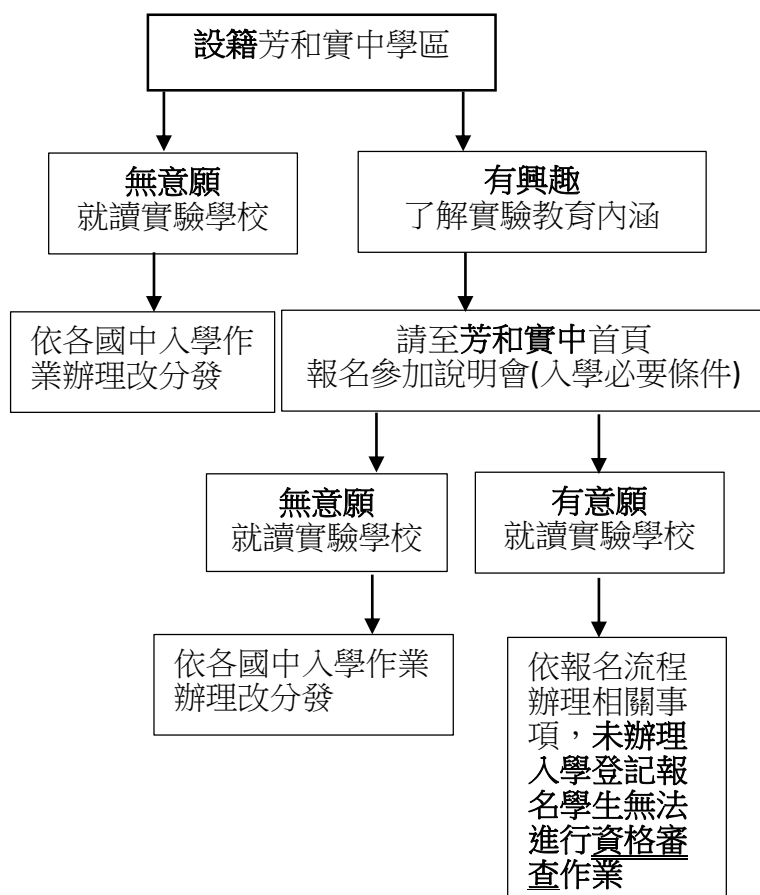 設籍芳和實中學區
無意願
就讀實驗學校
有興趣
了解實驗教育內涵
依各國中入學作
業辦理改分發
請至芳和實中首頁
報名參加說明會(入學必要條件)
無意願
就讀實驗學校
有意願
就讀實驗學校
依各國中入學作業
辦理改分發
依報名流程
辦理相關事
項，未辦理
入學登記報
名學生無法
進行資格審
查作業